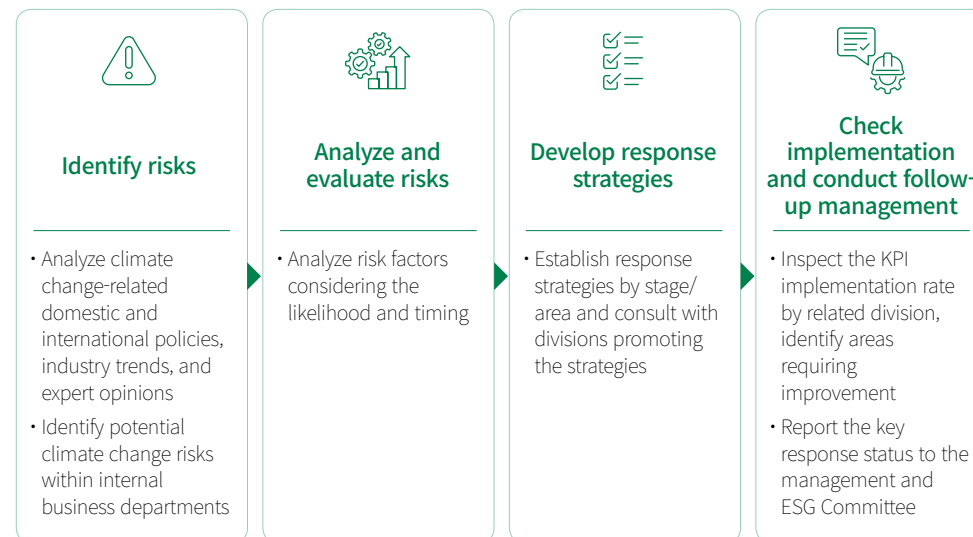 Identify risks
• Analyze climate
change-related
domestic and
international policies,
industry trends, and
expert opinions
• Identify potential
climate change risks
within internal
business departments
Analyze and
evaluate risks
• Analyze risk factors
considering the
likelihood and timing
Develop response
strategies
• Establish response
strategies by stage/
area and consult with
divisions promoting
the strategies
Check
implementation
and conduct follow-
up management
• Inspect the KPI
implementation rate
by related division,
identify areas
requiring
improvement
• Report the key
response status to the
management and
ESG Committee